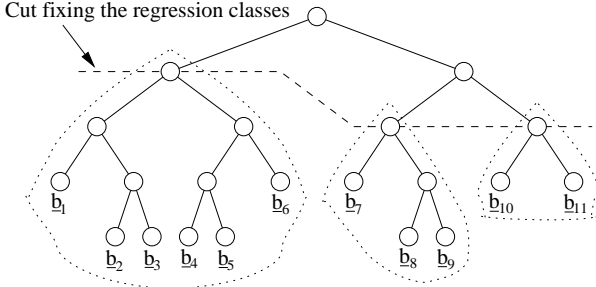 Cut fixing the regression classes
b₁ b₆ b₇ b₁₀ b₁₁
b₂ b₃ b₄ b₅ b₈ b₉